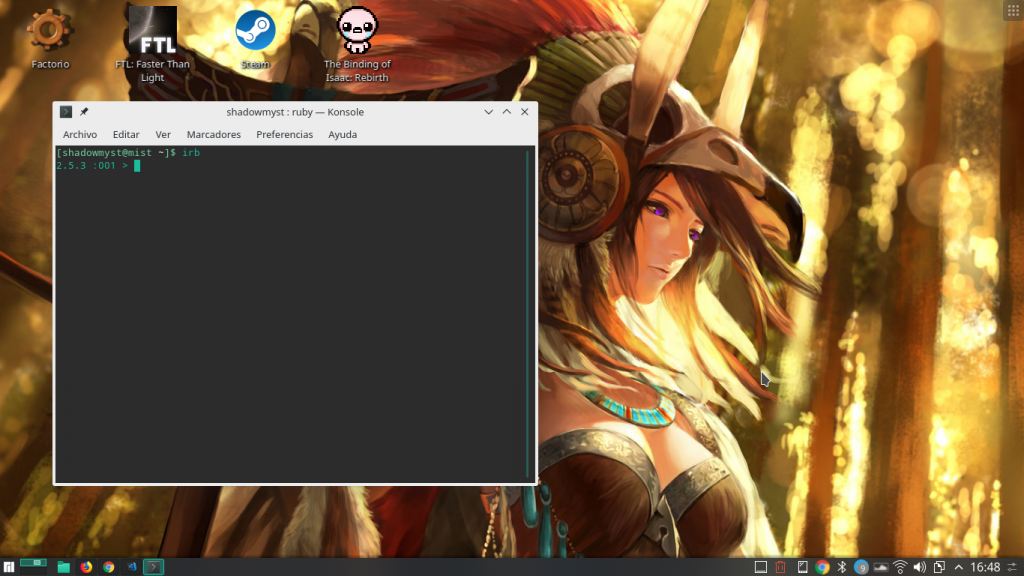 FTL
Factorio
FTL: Faster Than
Light
Steam
The Binding of
Isaac: Rebirth
shadowmyst : ruby — Konsole
Archivo Editar Ver Marcadores Preferencias Ayuda
[shadowmyst@mist ~]$ irb
2.5.3 :001 >
9
16:48